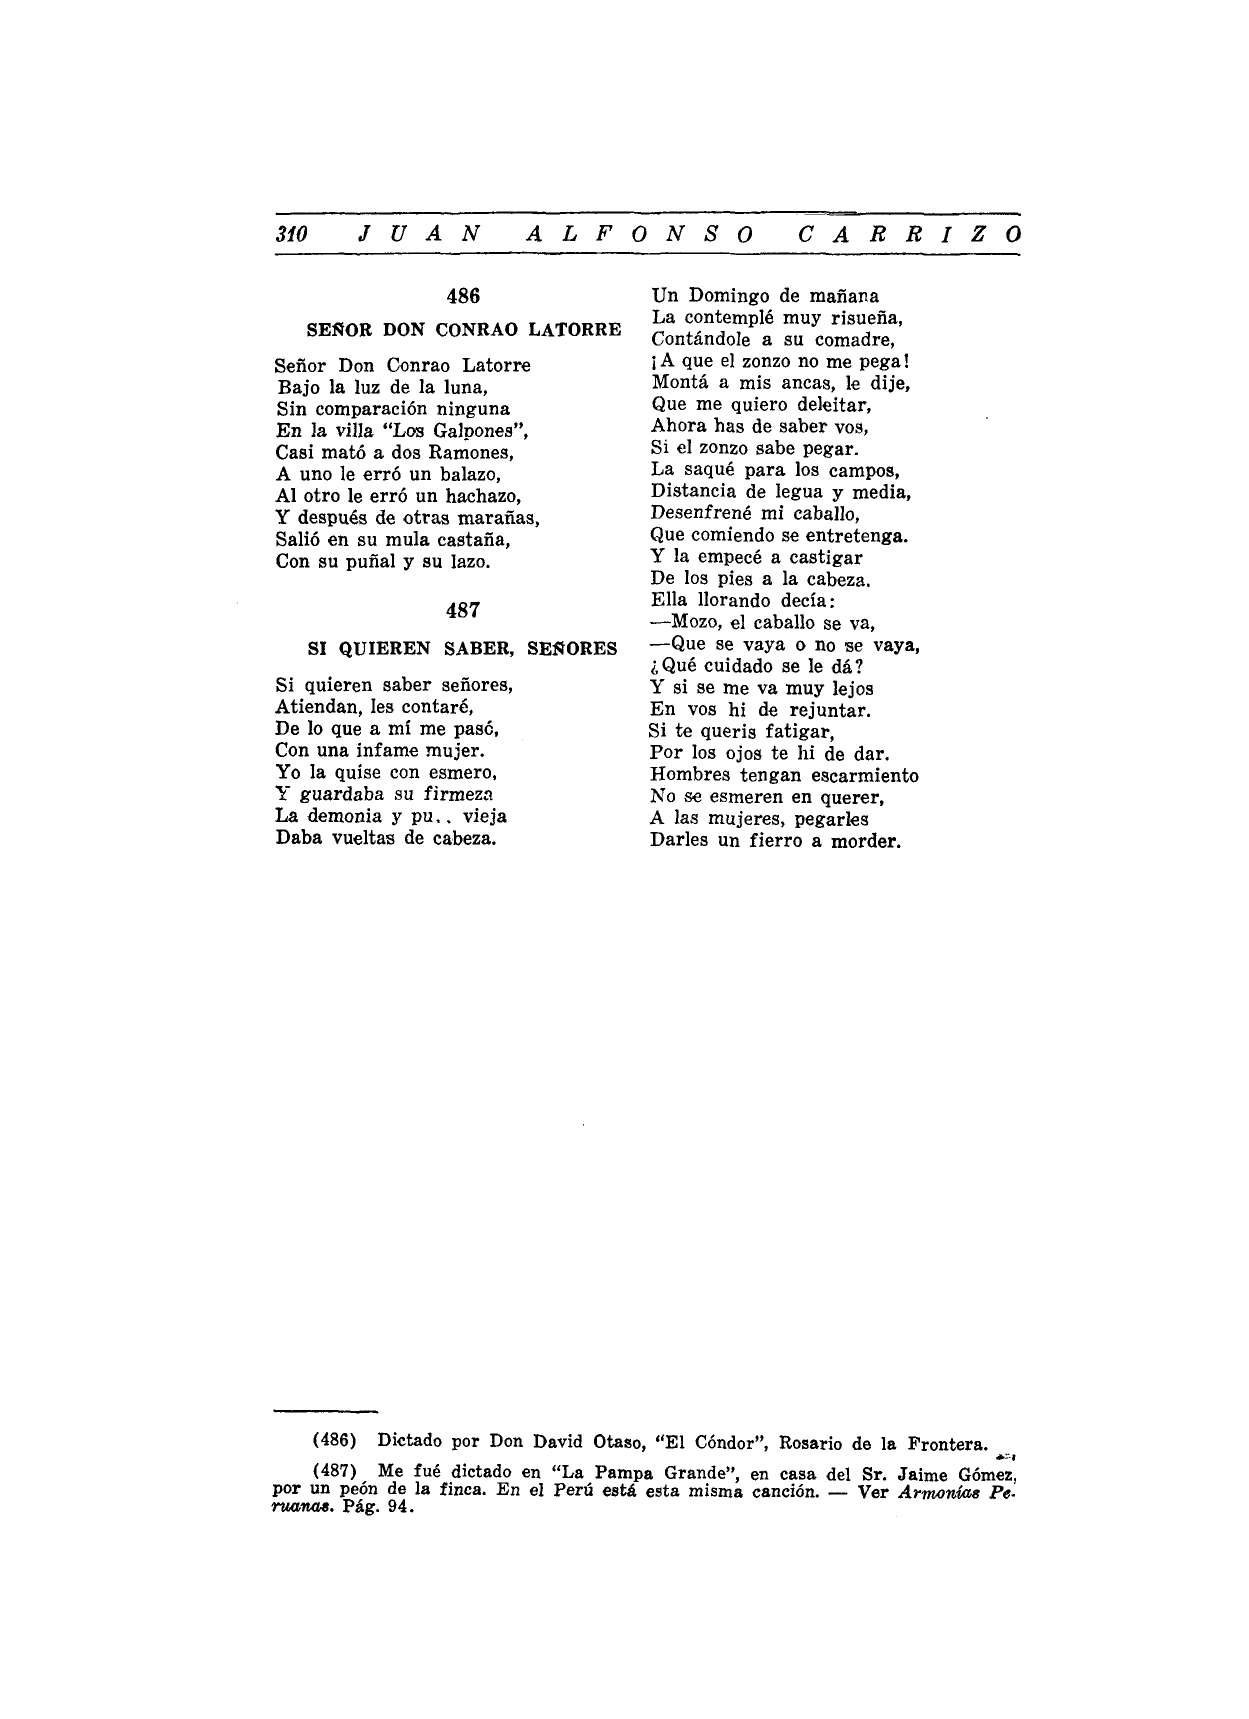 310 JUAN ALFONSO CARRIZO
486
SEÑOR DON CONRAO LATORRE
Señor Don Conrao Latorre
Bajo la luz de la luna,
Sin comparación ninguna
En la villa “Los Galpones”,
Casi mató a dos Ramones,
A uno le erró un balazo,
Al otro le erró un hachazo,
Y después de otras marañas,
Salió en su mula castaña,
Con su puñal y su lazo.
487
SI QUIEREN SABER, SEÑORES
Si quieren saber señores,
Atiendan, les contaré,
De lo que a mí me pasó,
Con una infame mujer.
Yo la quise con esmero,
Y guardaba su firmeza
La demonia y pu.. vieja
Daba vueltas de cabeza.
Un Domingo de mañana
La contemplé muy risueña,
Contándole a su comadre,
¡A que el zonzo no me pega!
Montá a mis ancas, le dije,
Que me quiero deleitar,
Ahora has de saber vos,
Si el zonzo sabe pegar.
La saqué para los campos,
Distancia de legua y media,
Desenfrené mi caballo,
Que comiendo se entretenga.
Y la empecé a castigar
De los pies a la cabeza.
Ella llorando decía:
—Mozo, el caballo se va,
—Que se vaya o no se vaya,
¿Qué cuidado se le dá?
Y si se me va muy lejos
En vos hi de rejuntar.
Si te queris fatigar,
Por los ojos te hi de dar.
Hombres tengan escarmiento
No se esmeren en querer,
A las mujeres, pegarles
Darles un fierro a morder.
(486) Dictado por Don David Otaso, “El Cóndor”, Rosario de la Frontera.
(487) Me fué dictado en “La Pampa Grande”, en casa del Sr. Jaime Gómez,
por un peón de la finca. En el Perú está esta misma canción. — Ver Armonías Pe-
ruanas. Pág. 94.